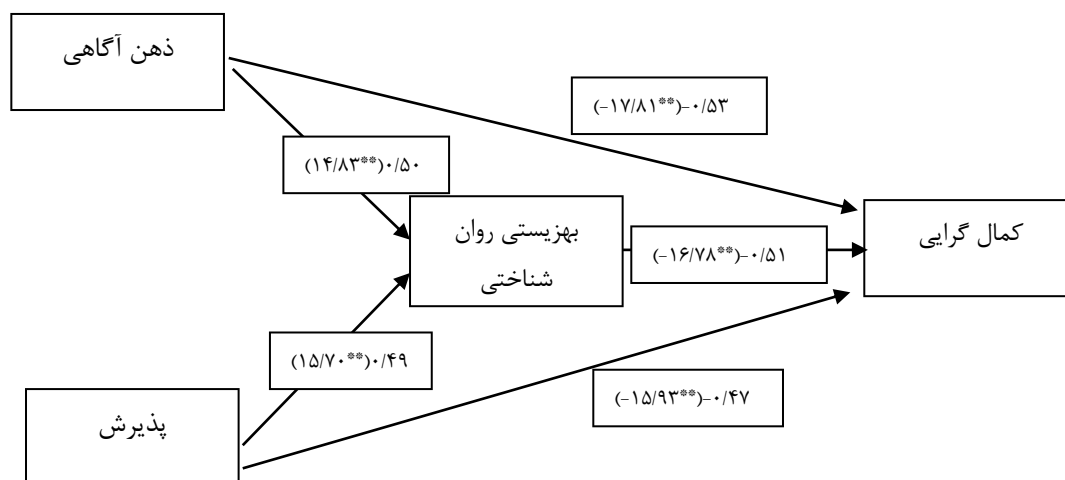 ذهن آگاهی
(-۱۷/۸۱**)-۰/۵۳
(۱۴/۸۳**)۰/۵۰
بهزیستی روان
شناختی
کمال گرایی
(-۱۶/۷۸**)-۰/۵۱
(۱۵/۷۰**)۰/۴۹
(-۱۵/۹۳**)-۰/۴۷
پذیرش